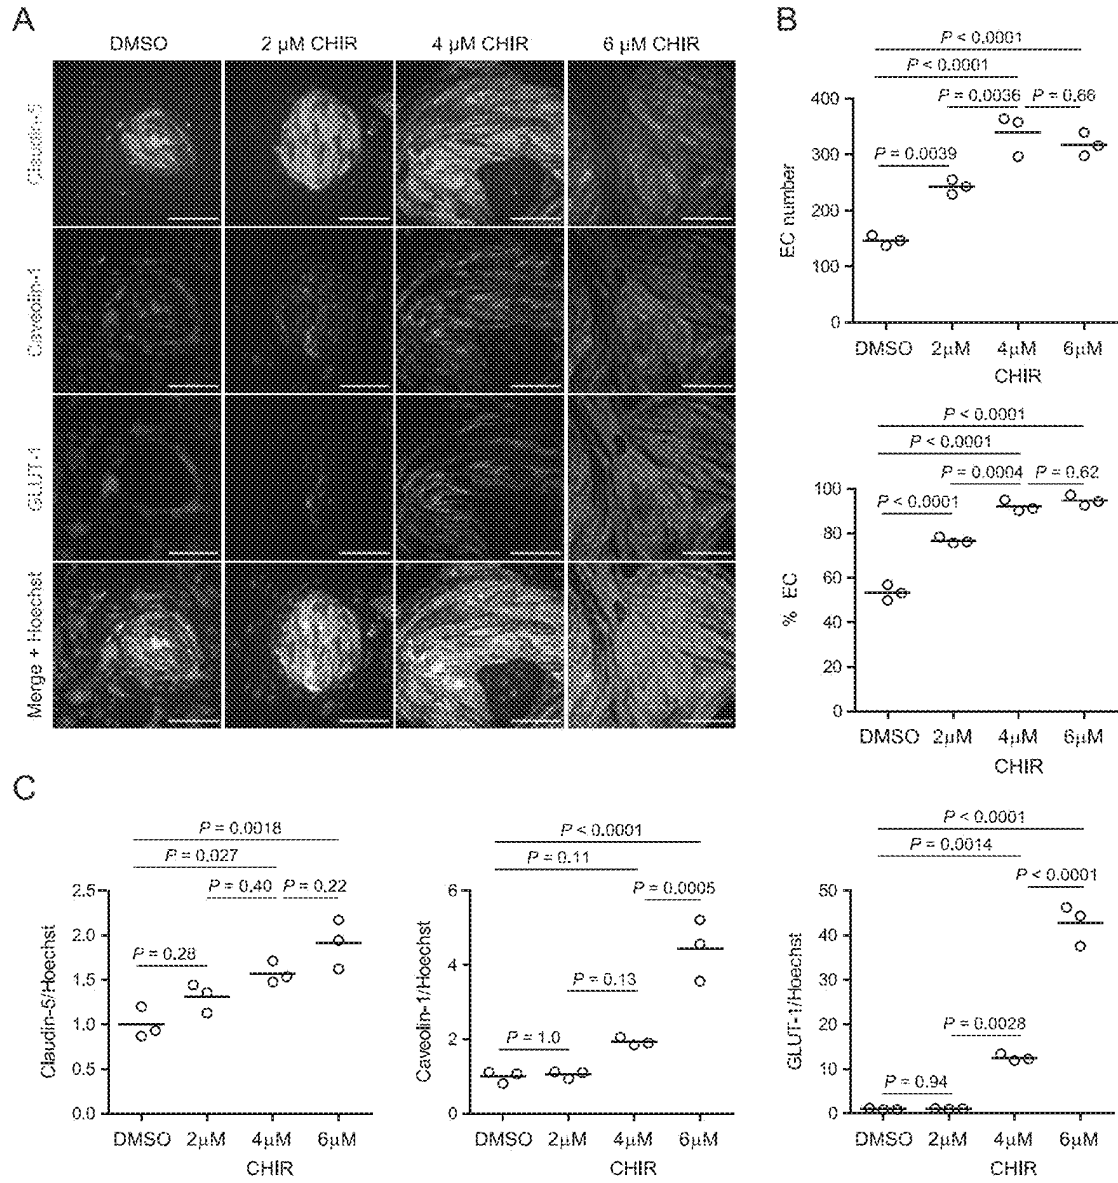 A
DMSO
2 µM CHIR
4 µM CHIR
6 µM CHIR
Claudin-5
Caveolin-1
GLUT-1
Merge + Hoechst
B
P < 0.0001
P < 0.0001
P = 0.0036
P = 0.66
P = 0.0039
400
300
200
100
0
EC number
DMSO
2µM
4µM
6µM
CHIR
P < 0.0001
P < 0.0001
P = 0.0004
P = 0.62
P < 0.0001
100
80
60
40
20
0
% EC
DMSO
2µM
4µM
6µM
CHIR
C
P = 0.0018
P = 0.027
P = 0.40
P = 0.22
P = 0.28
2.5
2.0
1.5
1.0
0.5
0.0
Claudin-5/Hoechst
DMSO
2µM
4µM
6µM
CHIR
P < 0.0001
P = 0.11
P = 0.0005
P = 0.13
P = 1.0
6
4
2
0
Caveolin-1/Hoechst
DMSO
2µM
4µM
6µM
CHIR
P < 0.0001
P = 0.0014
P < 0.0001
P = 0.0028
P = 0.94
50
40
30
20
10
0
GLUT-1/Hoechst
DMSO
2µM
4µM
6µM
CHIR